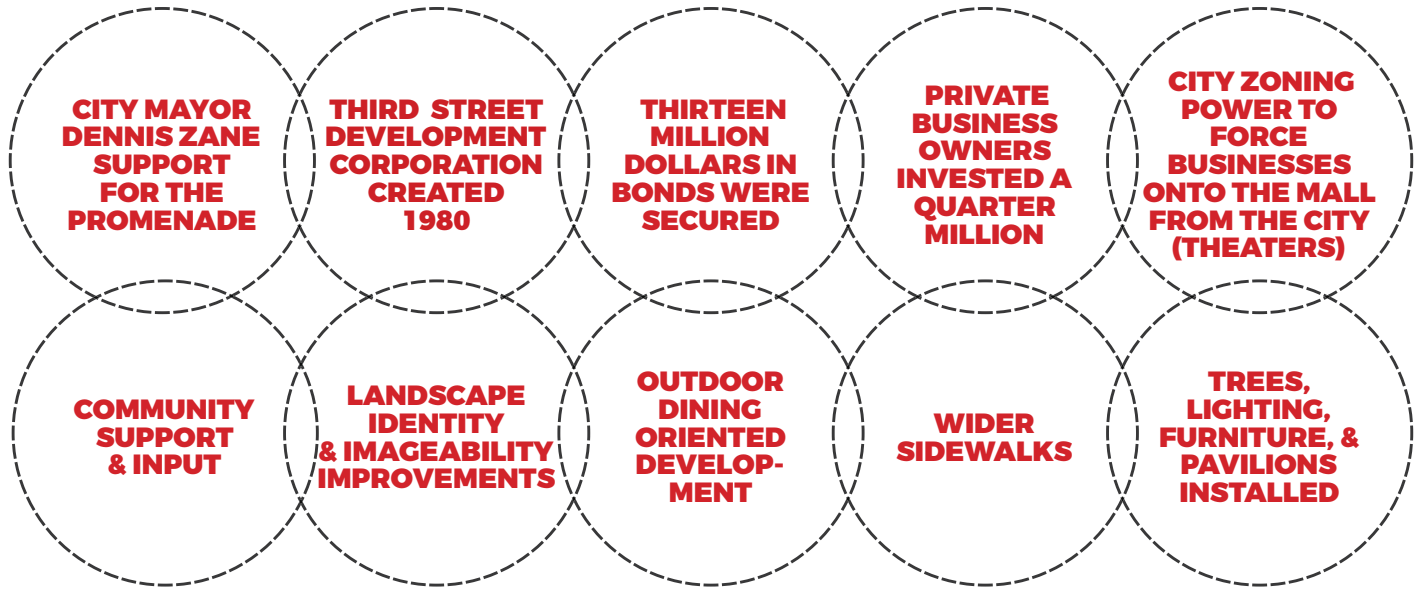 CITY MAYOR
DENNIS ZANE
SUPPORT
FOR THE
PROMENADE
THIRD STREET
DEVELOPMENT
CORPORATION
CREATED
1980
THIRTEEN
MILLION
DOLLARS IN
BONDS WERE
SECURED
PRIVATE
BUSINESS
OWNERS
INVESTED A
QUARTER
MILLION
CITY ZONING
POWER TO
FORCE
BUSINESSES
ONTO THE MALL
FROM THE CITY
(THEATERS)
COMMUNITY
SUPPORT
& INPUT
LANDSCAPE
IDENTITY
& IMAGEABILITY
IMPROVEMENTS
OUTDOOR
DINING
ORIENTED
DEVELOP-
MENT
WIDER
SIDEWALKS
TREES,
LIGHTING,
FURNITURE, &
PAVILIONS
INSTALLED